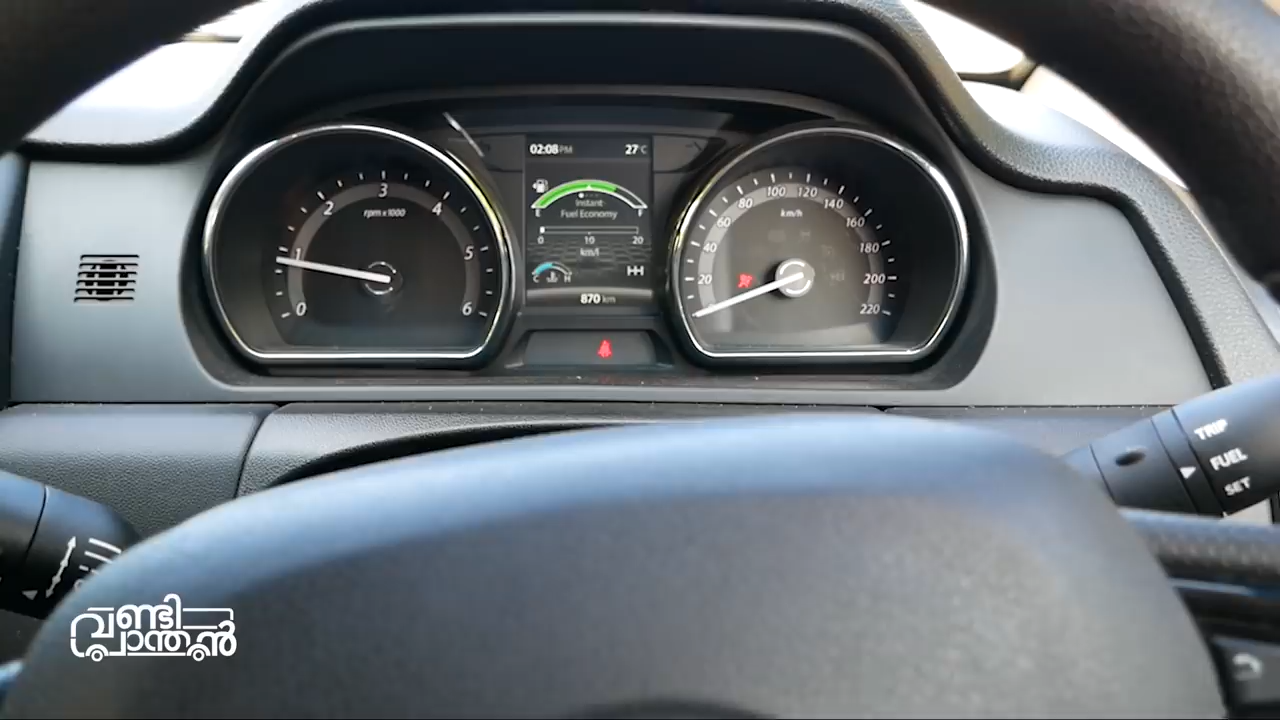 02:08 PM 27°C
E F
Instant
Fuel Economy
0 10 20
km/l
C H
870 km
0 1 2 3 4 5 6
rpm x1000
20 40 60 80 100 120 140 160 180 200 220
km/h
TRIP
FUEL
SET
വണ്ടി
പ്രാന്തൻ